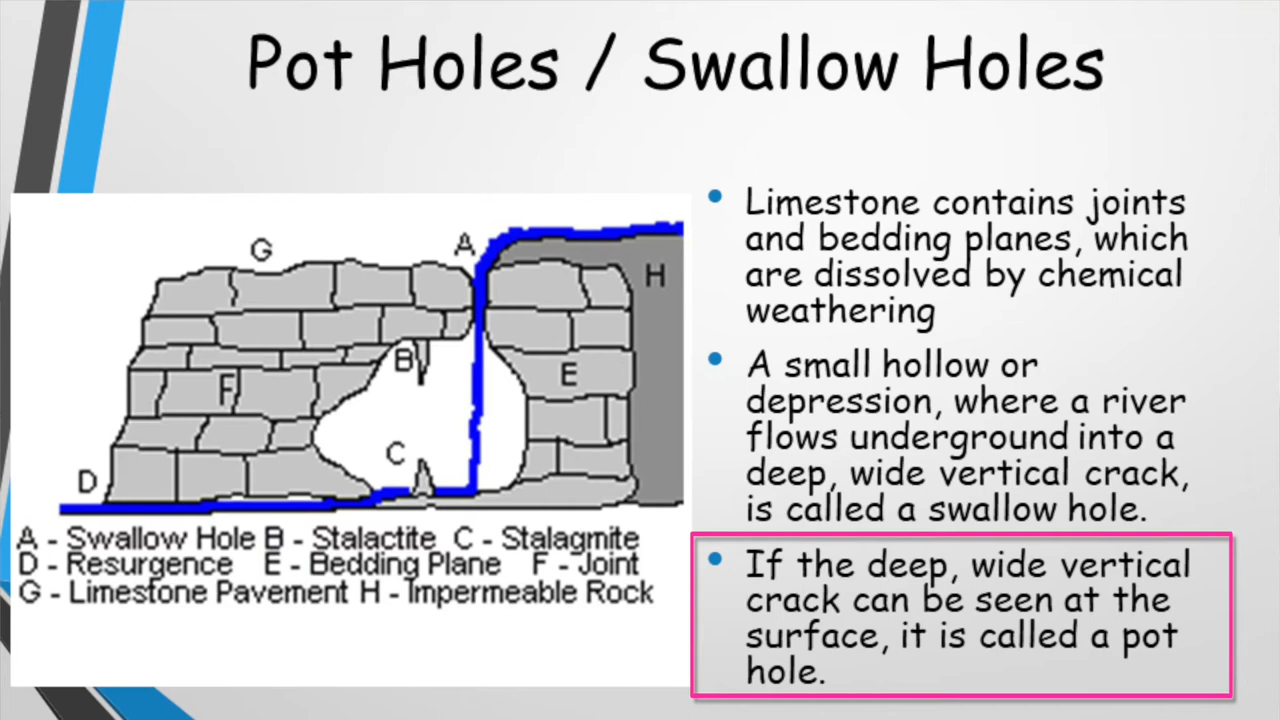 Pot Holes / Swallow Holes
G
A
H
B
E
F
C
D
A - Swallow Hole B - Stalactite C - Stalagmite
D - Resurgence E - Bedding Plane F - Joint
G - Limestone Pavement H - Impermeable Rock
• Limestone contains joints
and bedding planes, which
are dissolved by chemical
weathering
• A small hollow or
depression, where a river
flows underground into a
deep, wide vertical crack,
is called a swallow hole.
• If the deep, wide vertical
crack can be seen at the
surface, it is called a pot
hole.